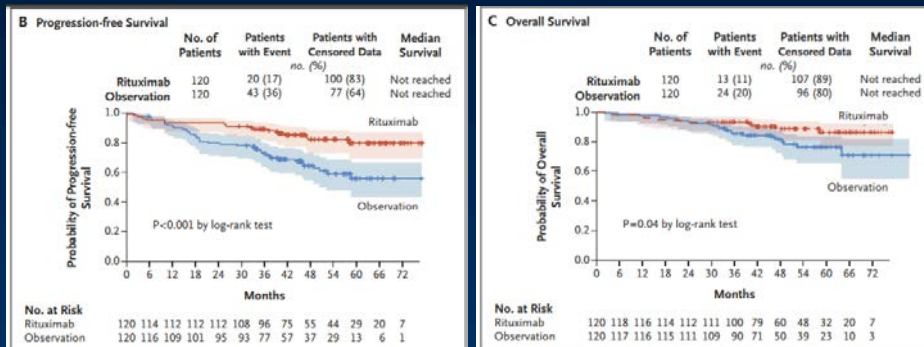 B Progression-free Survival
No. of Patients Patients with Event Patients with Censored Data Median Survival
no. (%)
Rituximab 120 20 (17) 100 (83) Not reached
Observation 120 43 (36) 77 (64) Not reached
Probability of Progression-free Survival
1.0
0.8
0.6
0.4
0.2
0.0
Rituximab
Observation
P<0.001 by log-rank test
0 6 12 18 24 30 36 42 48 54 60 66 72
Months
No. at Risk
Rituximab 120 114 112 112 112 108 96 75 55 44 29 20 7
Observation 120 116 109 101 95 93 77 57 37 29 13 6 1
C Overall Survival
No. of Patients Patients with Event Patients with Censored Data Median Survival
no. (%)
Rituximab 120 13 (11) 107 (89) Not reached
Observation 120 24 (20) 96 (80) Not reached
Probability of Overall Survival
1.0
0.8
0.6
0.4
0.2
0.0
Rituximab
Observation
P=0.04 by log-rank test
0 6 12 18 24 30 36 42 48 54 60 66 72
Months
No. at Risk
Rituximab 120 118 116 114 112 111 100 79 60 48 32 20 7
Observation 120 117 116 115 111 109 90 71 50 39 23 10 3